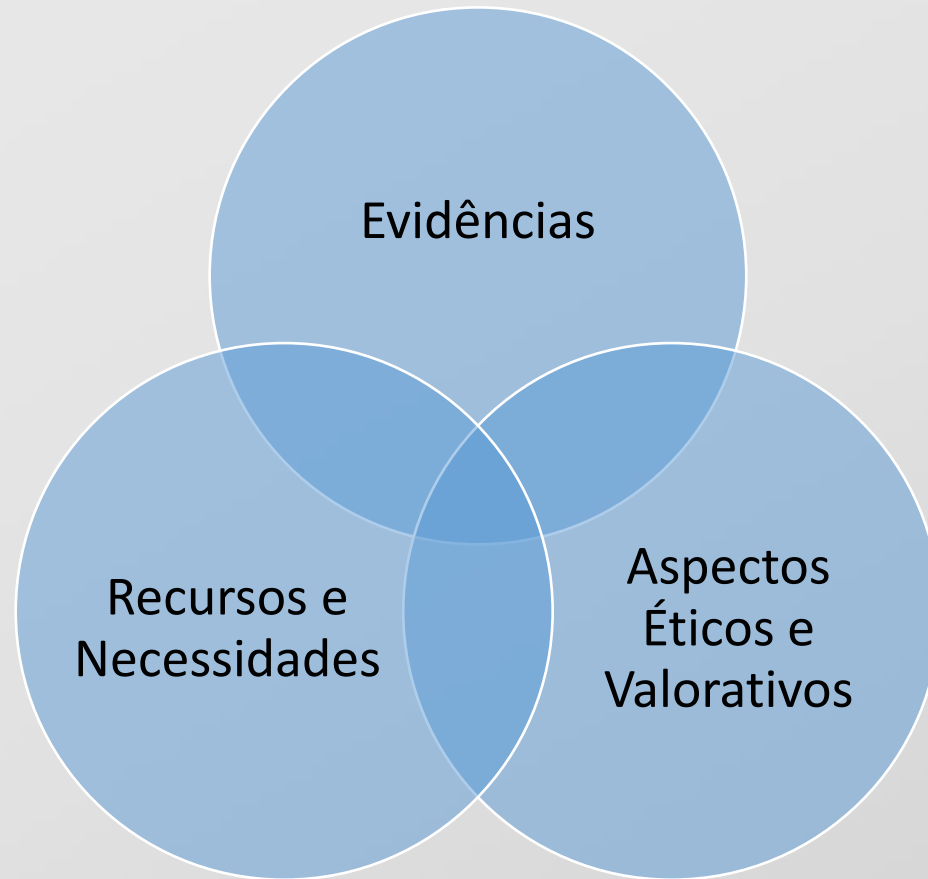 Evidências
Recursos e
Necessidades
Aspectos
Éticos e
Valorativos